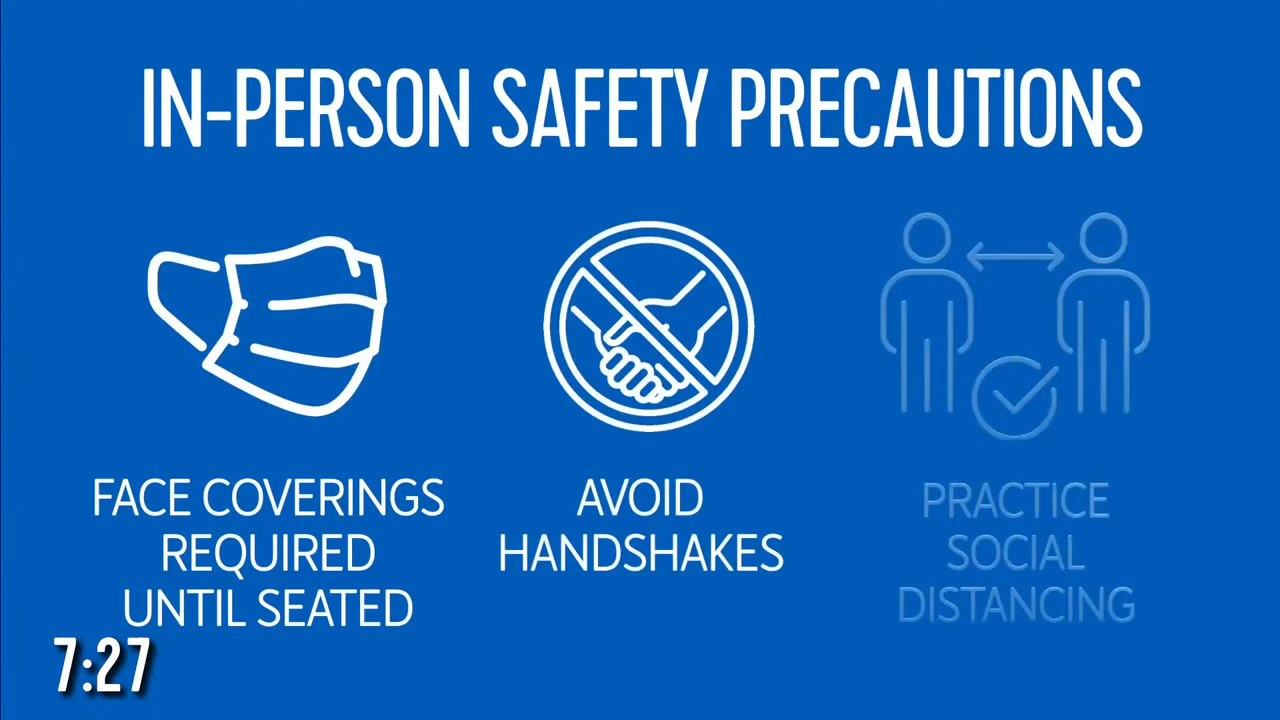 IN-PERSON SAFETY PRECAUTIONS
FACE COVERINGS
REQUIRED
UNTIL SEATED
AVOID
HANDSHAKES
PRACTICE
SOCIAL
DISTANCING
7:27